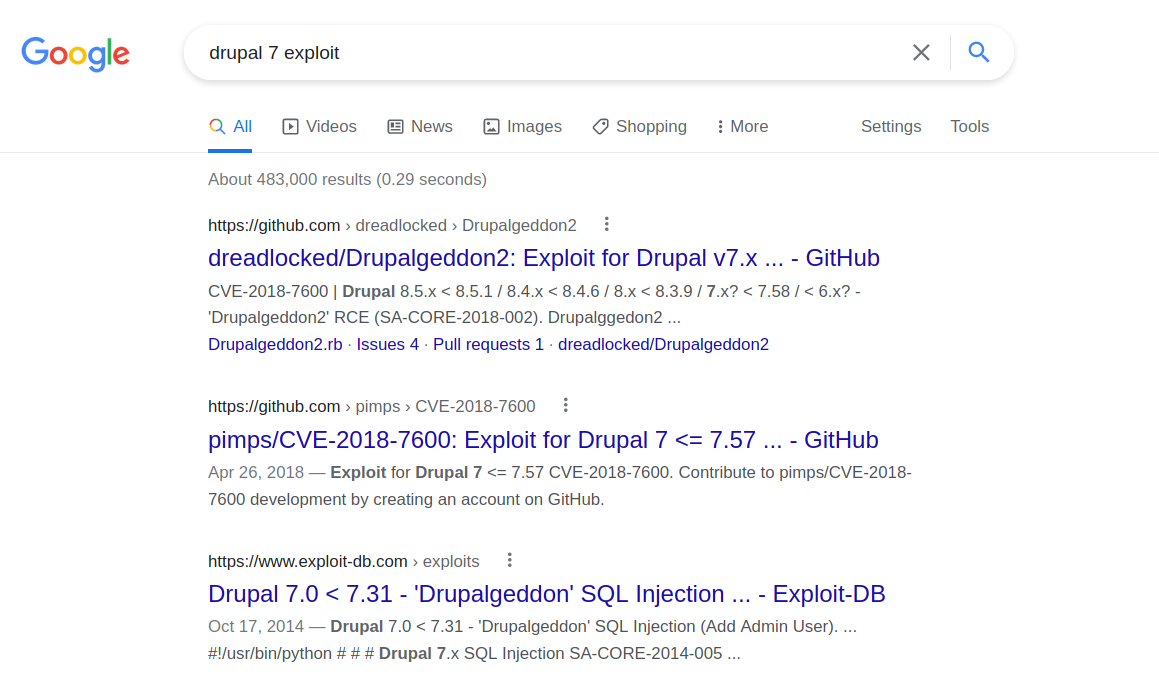 Google
drupal 7 exploit
All Videos News Images Shopping More Settings Tools
About 483,000 results (0.29 seconds)
https://github.com › dreadlocked › Drupalgeddon2
dreadlocked/Drupalgeddon2: Exploit for Drupal v7.x ... - GitHub
CVE-2018-7600 | Drupal 8.5.x < 8.5.1 / 8.4.x < 8.4.6 / 8.x < 8.3.9 / 7.x? < 7.58 / < 6.x? -
'Drupalgeddon2' RCE (SA-CORE-2018-002). Drupalggedon2 ...
Drupalgeddon2.rb · Issues 4 · Pull requests 1 · dreadlocked/Drupalgeddon2
https://github.com › pimps › CVE-2018-7600
pimps/CVE-2018-7600: Exploit for Drupal 7 <= 7.57 ... - GitHub
Apr 26, 2018 — Exploit for Drupal 7 <= 7.57 CVE-2018-7600. Contribute to pimps/CVE-2018-
7600 development by creating an account on GitHub.
https://www.exploit-db.com › exploits
Drupal 7.0 < 7.31 - 'Drupalgeddon' SQL Injection ... - Exploit-DB
Oct 17, 2014 — Drupal 7.0 < 7.31 - 'Drupalgeddon' SQL Injection (Add Admin User). ...
#!/usr/bin/python # # # Drupal 7.x SQL Injection SA-CORE-2014-005 ...